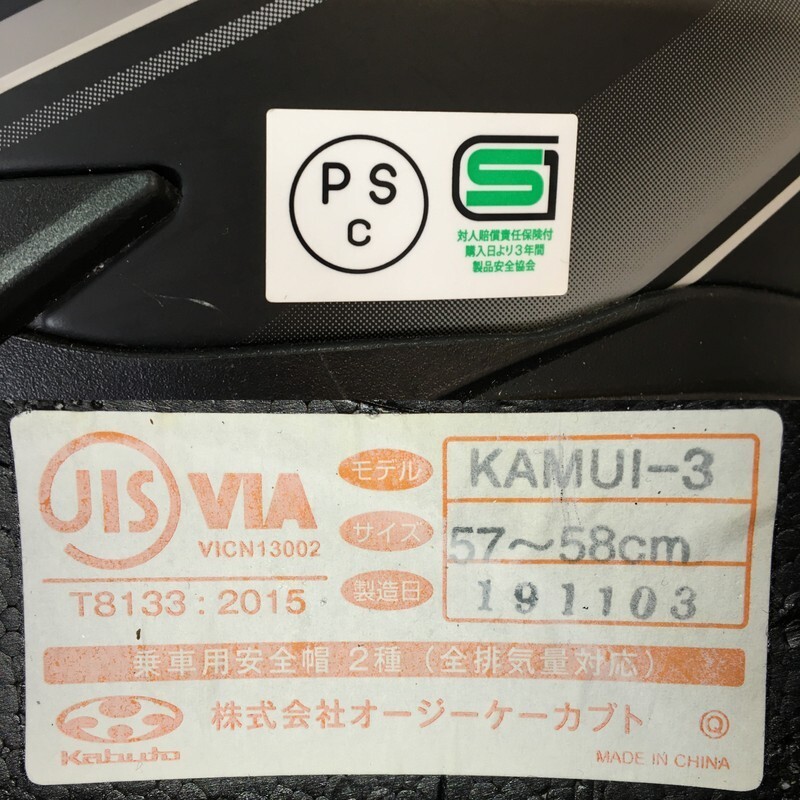 P S
C
S
対人賠償責任保険付
購入日より3年間
製品安全協会
JIS VIA
VICN13002
T8133:2015
モデル KAMUI-3
サイズ 57～58cm
製造日 191103
乗車用安全帽 2種（全排気量対応）
Kabuto 株式会社オージーケーカブト Q
MADE IN CHINA